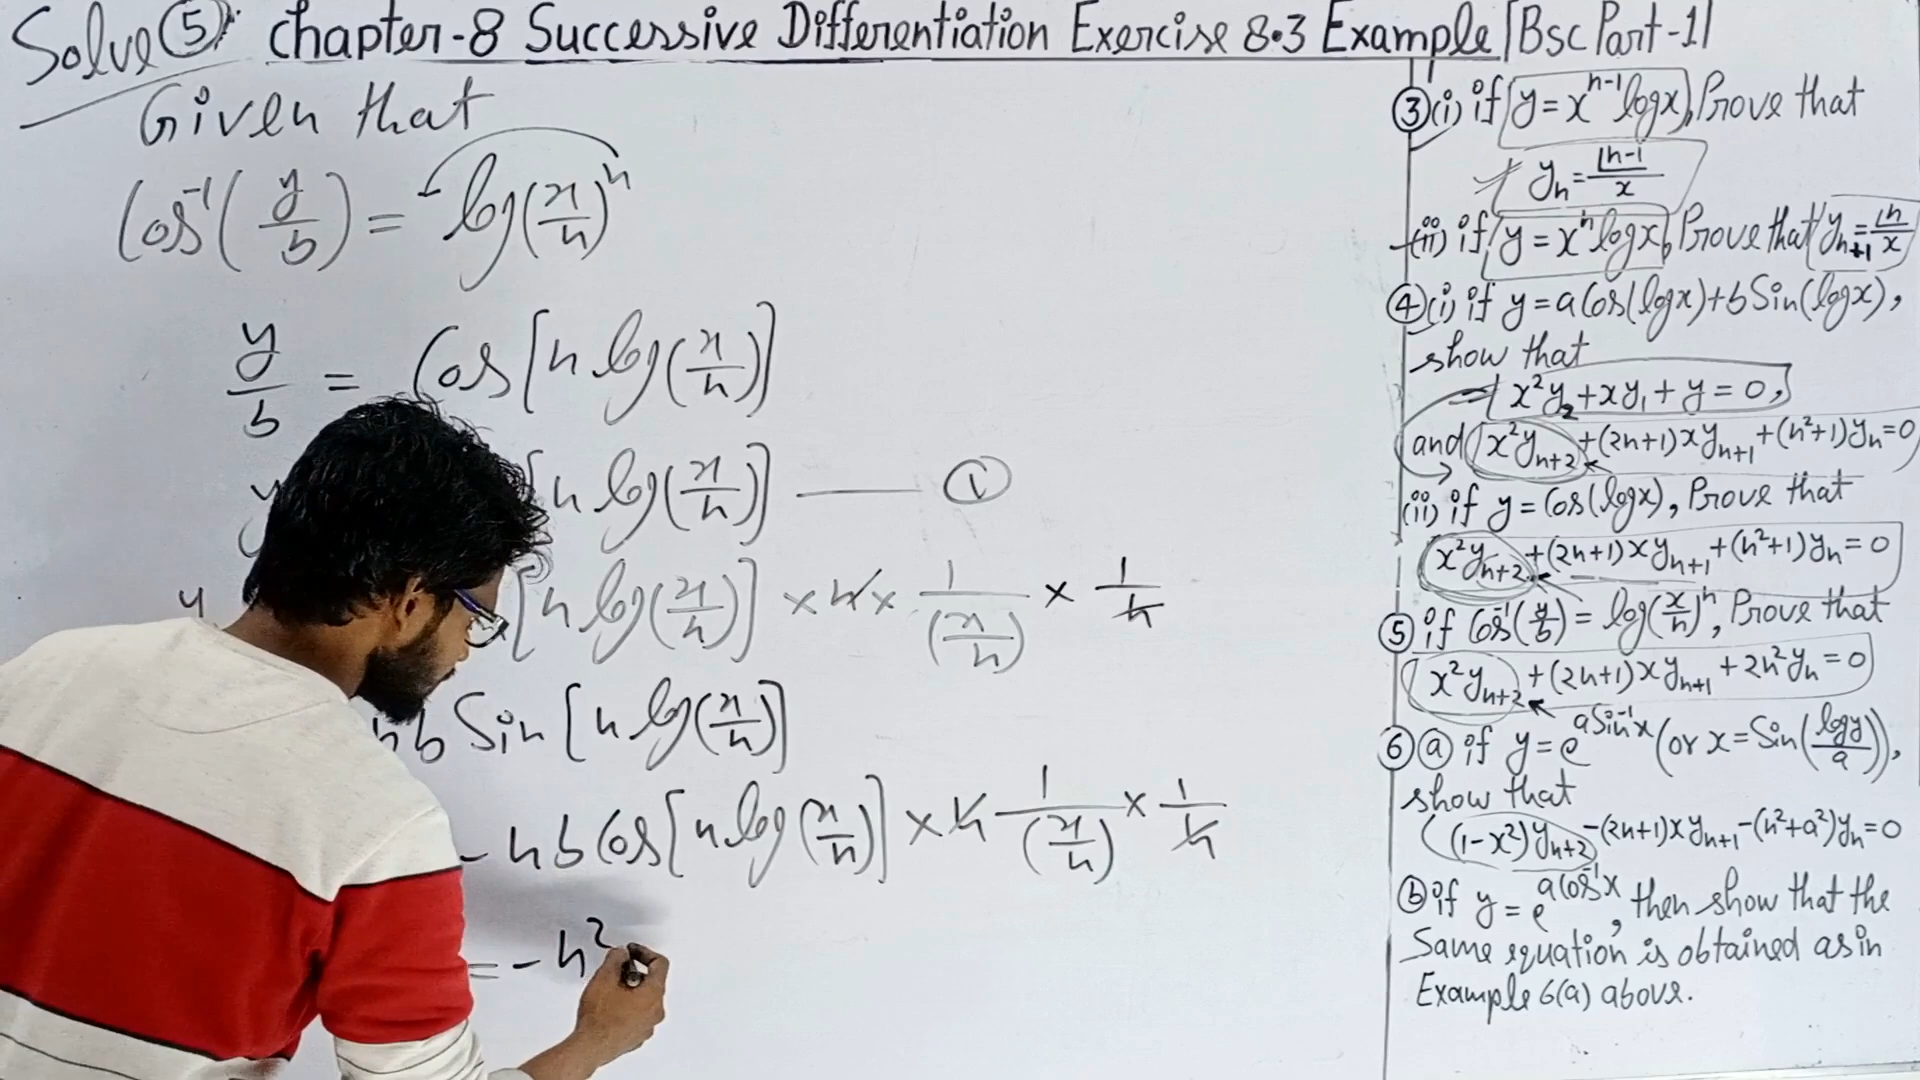 Solve ⑤ Chapter-8 Successive Differentiation Exercise 8.3 Example |Bsc Part-1|
Given that
Cos⁻¹(y/b) = log(x/n)ⁿ
y/b = Cos[n log(x/n)]
y [n log(x/n)] —— ①
[n log(x/n)] × n × 1/(x/n) × 1/n
nb Sin[n log(x/n)]
- nb Cos[n log(x/n)] × n 1/(x/n) × 1/n
= -n²
③(i) if y = xⁿ⁻¹ log x, Prove that
yₙ = |n-1/x
(ii) if y = xⁿ log x, Prove that yₙ₊₁ = |n/x
④(i) if y = a Cos(log x) + b Sin(log x),
show that
x²y₂ + xy₁ + y = 0,
and x²yₙ₊₂ + (2n+1)xyₙ₊₁ + (n²+1)yₙ = 0
(ii) if y = Cos(log x), Prove that
x²yₙ₊₂ + (2n+1)xyₙ₊₁ + (n²+1)yₙ = 0
⑤ if Cos⁻¹(y/b) = log(x/n)ⁿ, Prove that
x²yₙ₊₂ + (2n+1)xyₙ₊₁ + 2n²yₙ = 0
⑥ ⓐ if y = e^(a Sin⁻¹x) (or x = Sin(log y/a)),
show that
(1-x²)yₙ₊₂ - (2n+1)xyₙ₊₁ - (n²+a²)yₙ = 0
ⓑ if y = e^(a Cos⁻¹x), then show that the
Same equation is obtained as in
Example 6(a) above.